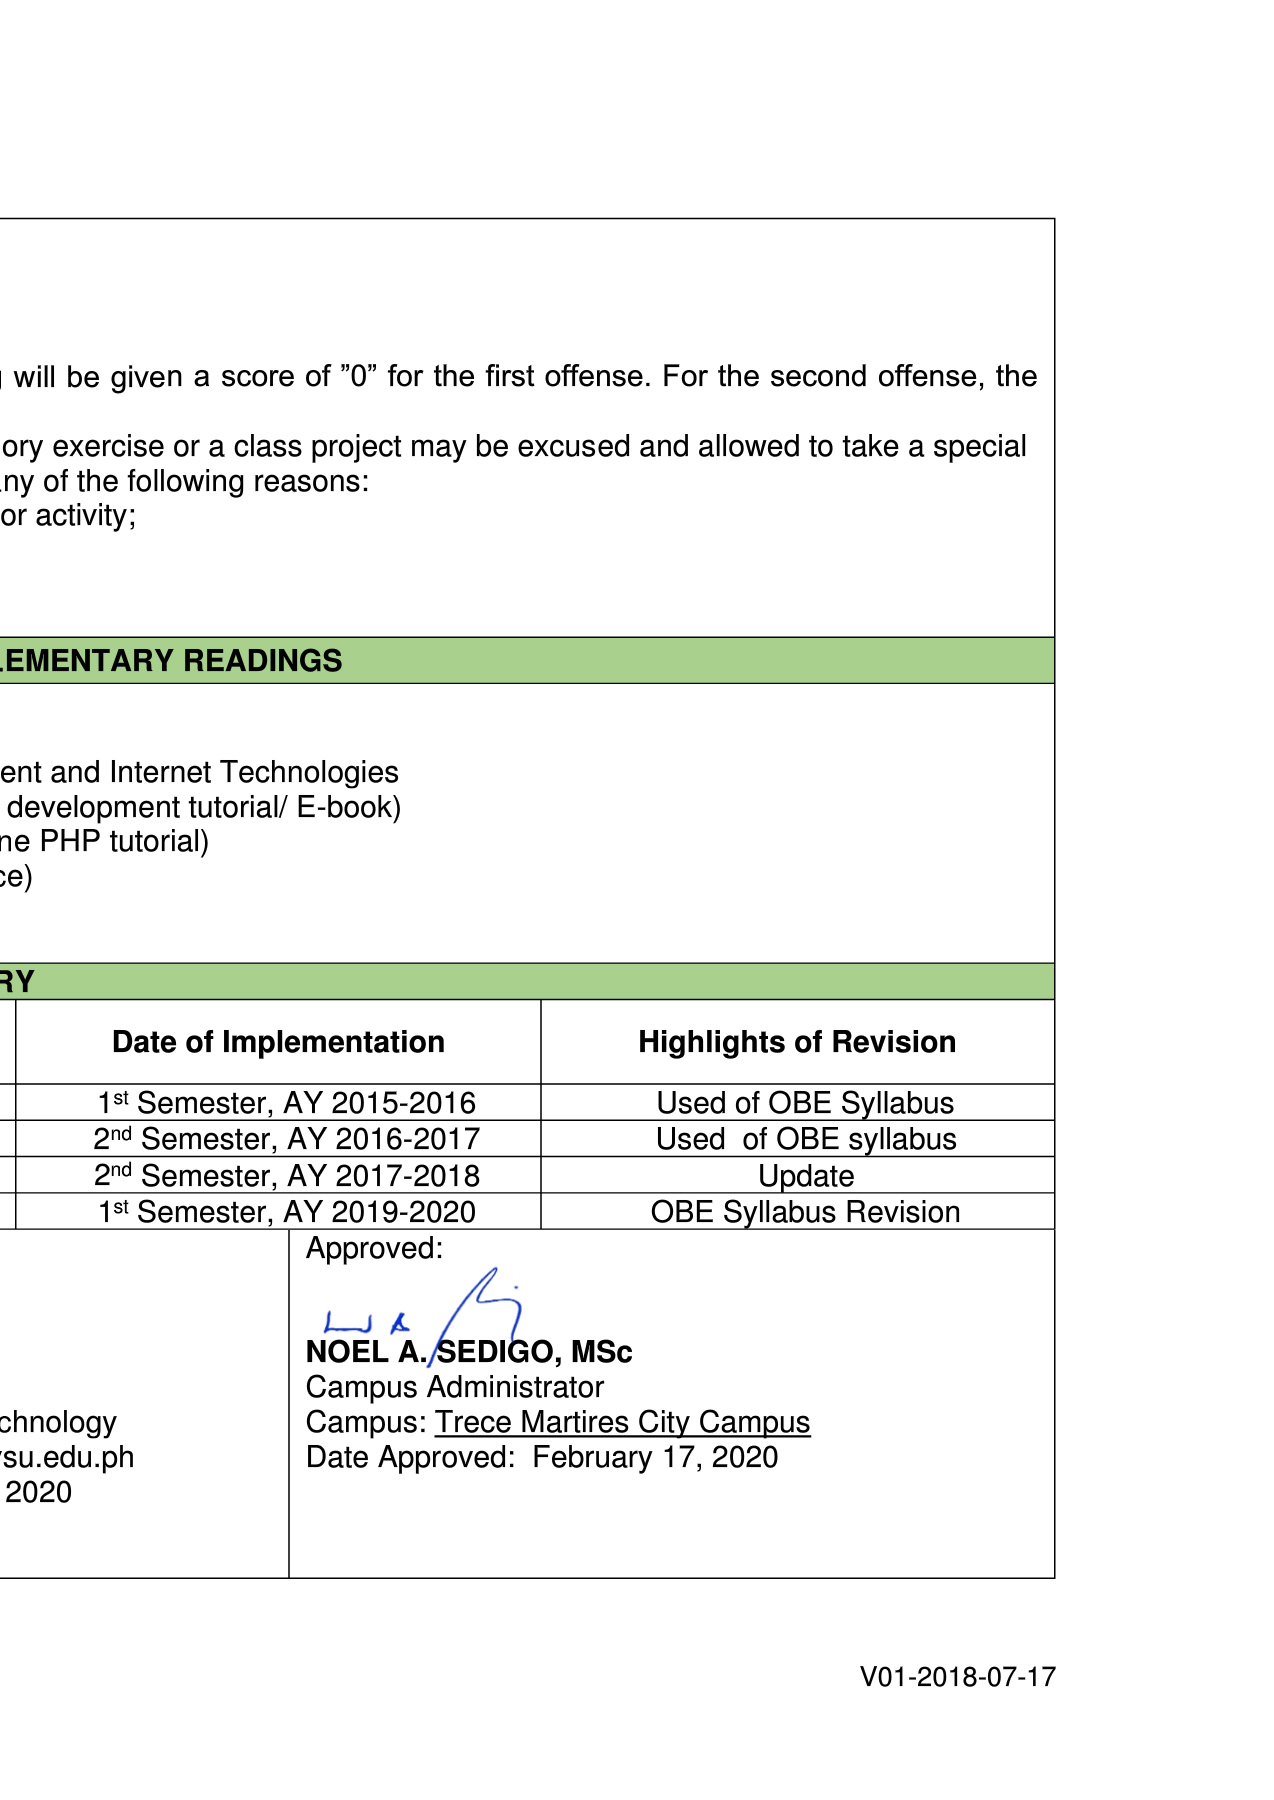 will be given a score of ”0” for the first offense. For the second offense, the
ory exercise or a class project may be excused and allowed to take a special
ny of the following reasons:
or activity;
LEMENTARY READINGS
ent and Internet Technologies
development tutorial/ E-book)
ne PHP tutorial)
ce)
RY
Date of Implementation Highlights of Revision
1st Semester, AY 2015-2016 Used of OBE Syllabus
2nd Semester, AY 2016-2017 Used  of OBE syllabus
2nd Semester, AY 2017-2018 Update
1st Semester, AY 2019-2020 OBE Syllabus Revision
Approved:
NOEL A. SEDIGO, MSc
Campus Administrator
chnology Campus: Trece Martires City Campus
su.edu.ph Date Approved:  February 17, 2020
2020
V01-2018-07-17